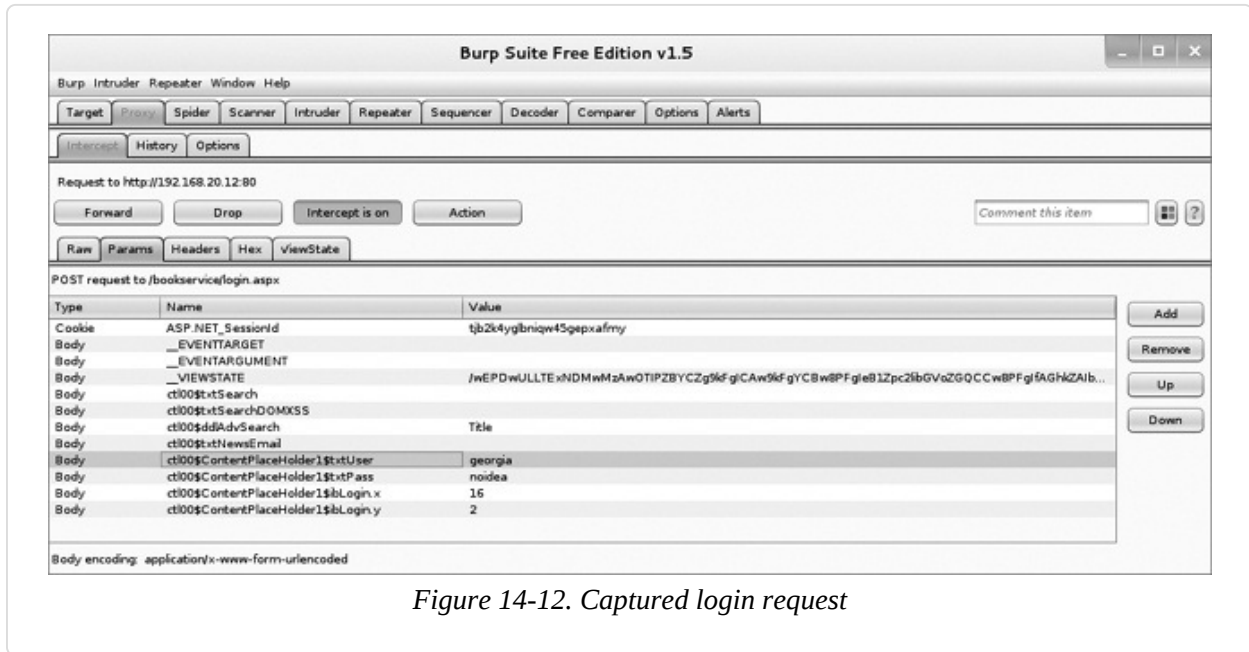 Burp Suite Free Edition v1.5
Burp Intruder Repeater Window Help
Target Proxy Spider Scanner Intruder Repeater Sequencer Decoder Comparer Options Alerts
Intercept History Options
Request to http://192.168.20.12:80
Forward Drop Intercept is on Action Comment this item ?
Raw Params Headers Hex ViewState
POST request to /bookservice/login.aspx
Type Name Value
Add
Cookie ASP.NET_SessionId tjb2k4yglbniqw45gepxafmy
Body __EVENTTARGET
Remove
Body __EVENTARGUMENT
Body __VIEWSTATE
Up
Body ctl00$txtSearch
Body ctl00$txtSearchDOMXSS
Down
Body ctl00$ddlAdvSearch Title
Body ctl00$txtNewsEmail
Body ctl00$ContentPlaceHolder1$txtUser georgia
Body ctl00$ContentPlaceHolder1$txtPass noidea
Body ctl00$ContentPlaceHolder1$ibLogin.x 16
Body ctl00$ContentPlaceHolder1$ibLogin.y 2
Body encoding: application/x-www-form-urlencoded
Figure 14-12. Captured login request